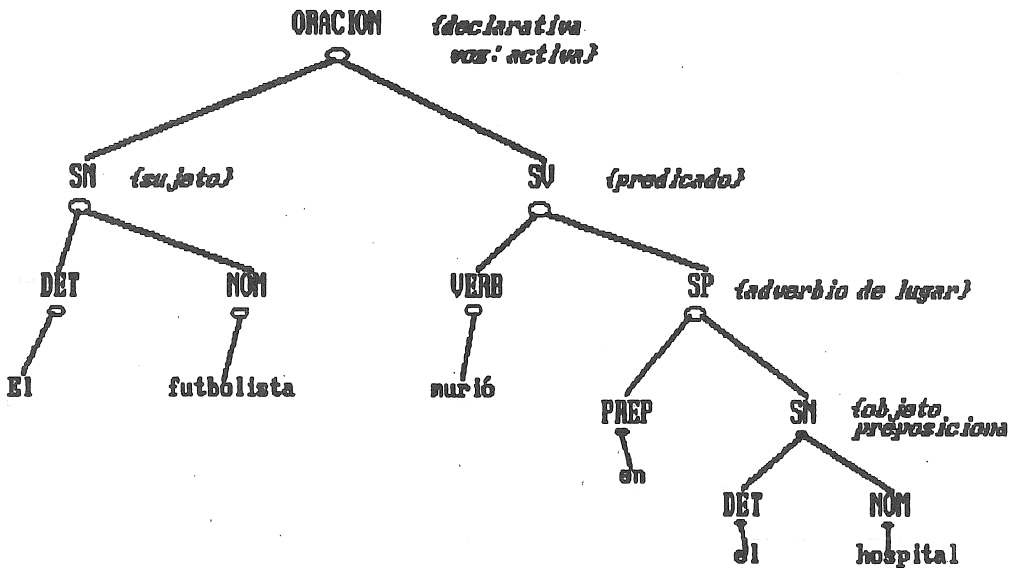 ORACION {declarativa
voz: activa}
SN {sujeto} SV {predicado}
DET NOM VERB SP {adverbio de lugar}
El futbolista murió
PREP SN {objeto
preposiciona
en
DET NOM
el hospital